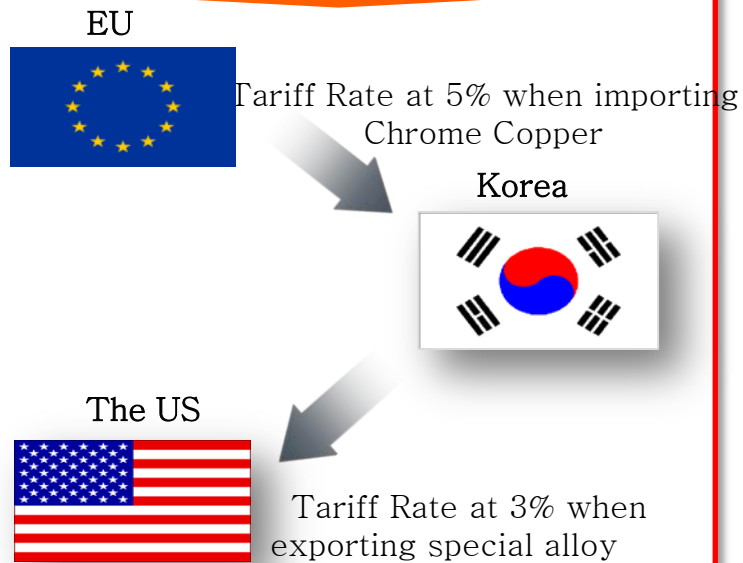 EU
Tariff Rate at 5% when importing
Chrome Copper
Korea
The US
Tariff Rate at 3% when
exporting special alloy